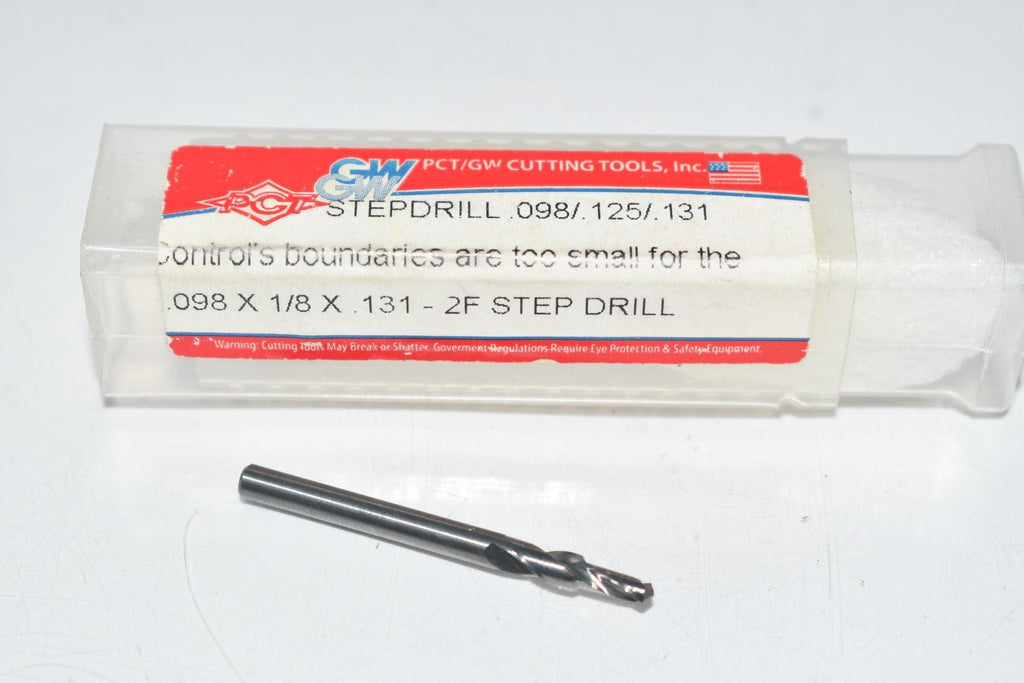 GW PCT/GW CUTTING TOOLS, Inc.
GW
PCT STEPDRILL .098/.125/.131
Control's boundaries are too small for the
.098 X 1/8 X .131 - 2F STEP DRILL
Warning: Cutting Tools May Break or Shatter. Goverment Regulations Require Eye Protection & Safety Equipment.